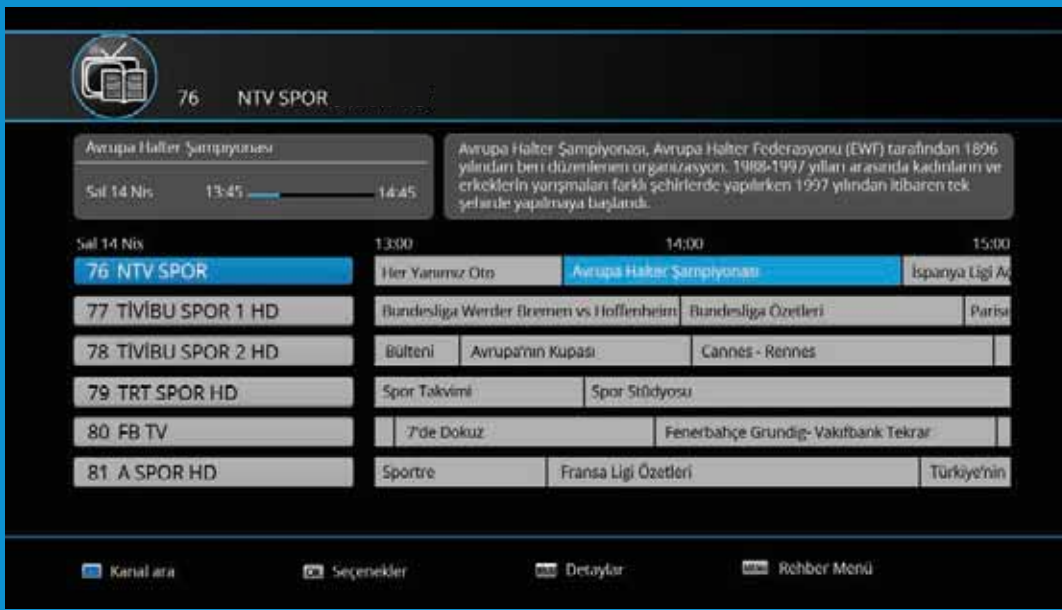 76 NTV SPOR
Avrupa Halter Şampiyonası
Sal 14 Nis 13:45 14:45
Avrupa Halter Şampiyonası, Avrupa Halter Federasyonu (EWF) tarafından 1896
yılından beri düzenlenen organizasyon. 1988-1997 yılları arasında kadınların ve
erkeklerin yarışmaları farklı şehirlerde yapılırken 1997 yılından itibaren tek
şehirde yapılmaya başlandı.
Sal 14 Nis 13:00 14:00 15:00
76 NTV SPOR Her Yanımız Oto Avrupa Halter Şampiyonası İspanya Ligi Aç
77 TİVİBU SPOR 1 HD Bundesliga Werder Bremen vs Hoffenheim Bundesliga Özetleri Parise
78 TİVİBU SPOR 2 HD Bülteni Avrupa'nın Kupası Cannes - Rennes
79 TRT SPOR HD Spor Takvimi Spor Stüdyosu
80 FB TV 7'de Dokuz Fenerbahçe Grundig- Vakıfbank Tekrar
81 A SPOR HD Sportre Fransa Ligi Özetleri Türkiye'nin
Kanal ara OK Seçenekler Detaylar MENU Rehber Menü